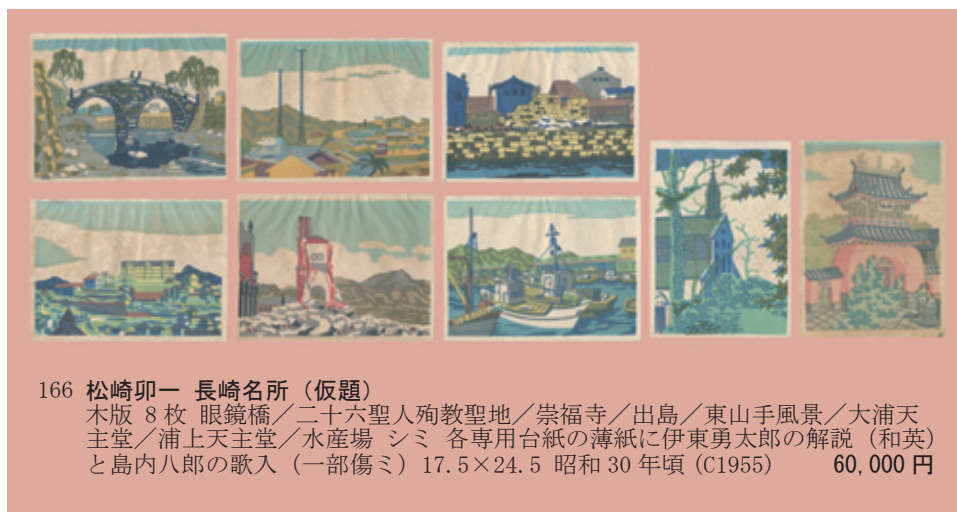 166 松崎卯一 長崎名所（仮題）
木版 8枚 眼鏡橋／二十六聖人殉教聖地／崇福寺／出島／東山手風景／大浦天
主堂／浦上天主堂／水産場 シミ 各専用台紙の薄紙に伊東勇太郎の解説（和英）
と島内八郎の歌入（一部傷ミ）17.5×24.5 昭和30年頃(C1955) 60,000円